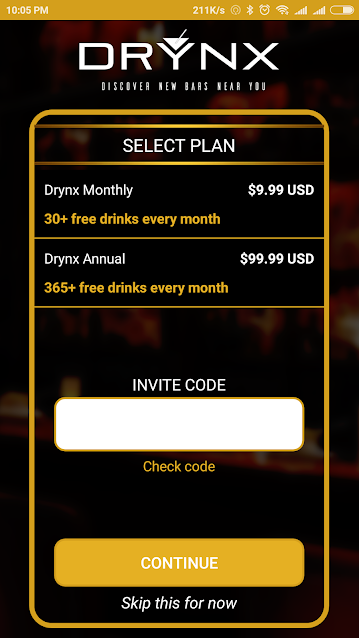 10:05 PM 211K/s
DRYNX
DISCOVER NEW BARS NEAR YOU
SELECT PLAN
Drynx Monthly $9.99 USD
30+ free drinks every month
Drynx Annual $99.99 USD
365+ free drinks every month
INVITE CODE
Check code
CONTINUE
Skip this for now